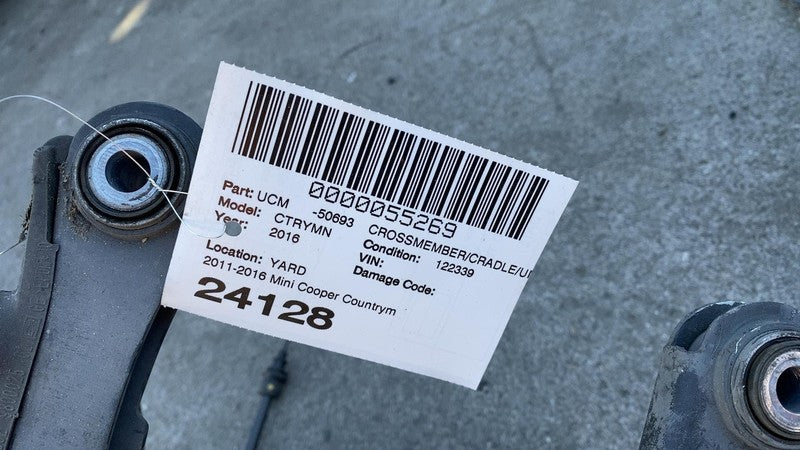 0000055269
Part: UCM -50693 CROSSMEMBER/CRADLE/U
Model: CTRYMN Condition: 122339
Year: 2016 VIN:
Damage Code:
Location: YARD
2011-2016 Mini Cooper Countrym
24128